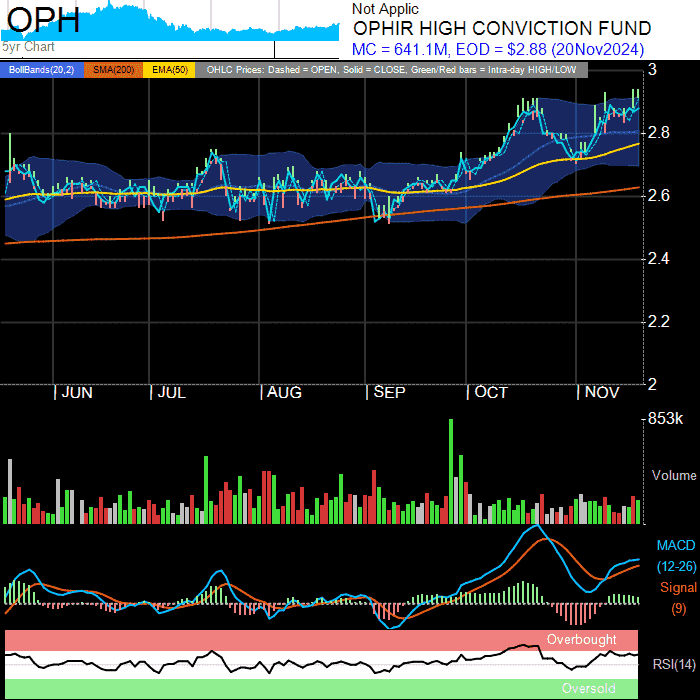 OPH
5yr Chart
Not Applic
OPHIR HIGH CONVICTION FUND
MC = 641.1M, EOD = $2.88 (20Nov2024)
BollBands(20,2) SMA(200) EMA(50) OHLC Prices: Dashed = OPEN, Solid = CLOSE, Green/Red bars = Intra-day HIGH/LOW
3
2.8
2.6
2.4
2.2
2
JUN JUL AUG SEP OCT NOV
853k
Volume
MACD
(12-26)
Signal
(9)
Overbought
RSI(14)
Oversold